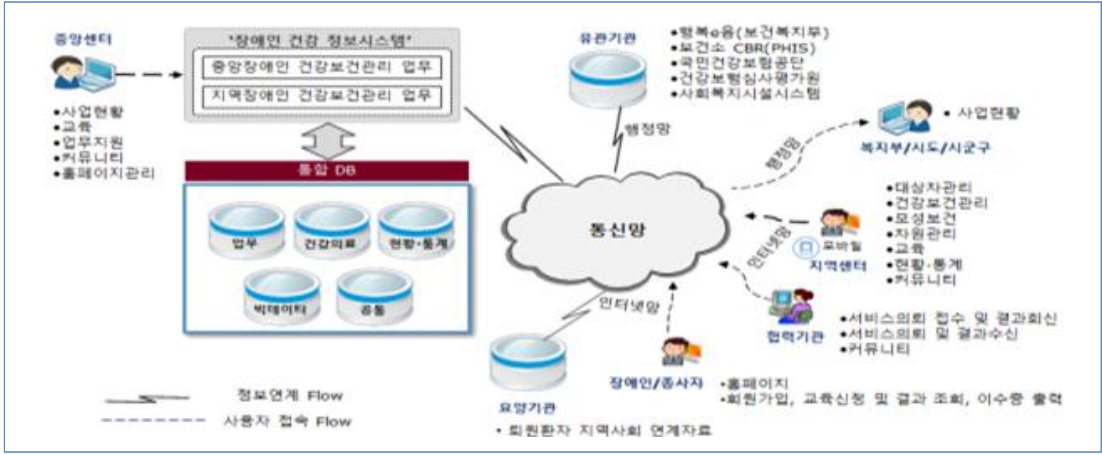 중앙센터
•사업현황
•교육
•업무지원
•커뮤니티
•홈페이지관리
'장애인 건강 정보시스템'
중앙장애인 건강보건관리 업무
지역장애인 건강보건관리 업무
통합 DB
업무
건강의료
현황·통계
빅데이터
공통
유관기관
•행복e음(보건복지부)
•보건소 CBR(PHIS)
•국민건강보험공단
•건강보험심사평가원
•사회복지시설시스템
행정망
통신망
행정망
• 사업현황
복지부/시도/시군구
인터넷망
모바일
지역센터
•대상자관리
•건강보건관리
•모성보건
•자원관리
•교육
•현황·통계
•커뮤니티
협력기관
•서비스의뢰 접수 및 결과회신
•서비스의뢰 및 결과수신
•커뮤니티
인터넷망
장애인/종사자
•홈페이지
•회원가입, 교육신청 및 결과 조회, 이수증 출력
요양기관
• 퇴원환자 지역사회 연계자료
정보연계 Flow
사용자 접속 Flow